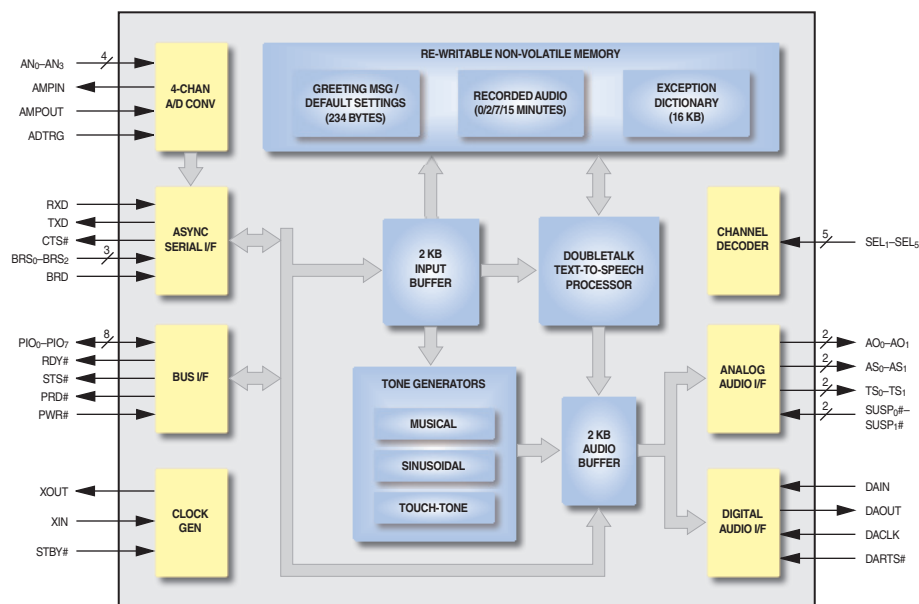 RE-WRITABLE NON-VOLATILE MEMORY
GREETING MSG /
DEFAULT SETTINGS
(234 BYTES)
RECORDED AUDIO
(0/2/7/15 MINUTES)
EXCEPTION
DICTIONARY
(16 KB)
AN₀–AN₃
4
AMPIN
AMPOUT
ADTRG
4-CHAN
A/D CONV
RXD
TXD
CTS#
BRS₀–BRS₂
3
BRD
ASYNC
SERIAL I/F
2 KB
INPUT
BUFFER
DOUBLETALK
TEXT-TO-SPEECH
PROCESSOR
CHANNEL
DECODER
5
SEL₁–SEL₅
PIO₀–PIO₇
8
RDY#
STS#
PRD#
PWR#
BUS I/F
TONE GENERATORS
MUSICAL
SINUSOIDAL
TOUCH-TONE
2 KB
AUDIO
BUFFER
ANALOG
AUDIO I/F
2
AO₀–AO₁
2
AS₀–AS₁
2
TS₀–TS₁
2
SUSP₀#–
SUSP₁#
XOUT
XIN
STBY#
CLOCK
GEN
DIGITAL
AUDIO I/F
DAIN
DAOUT
DACLK
DARTS#